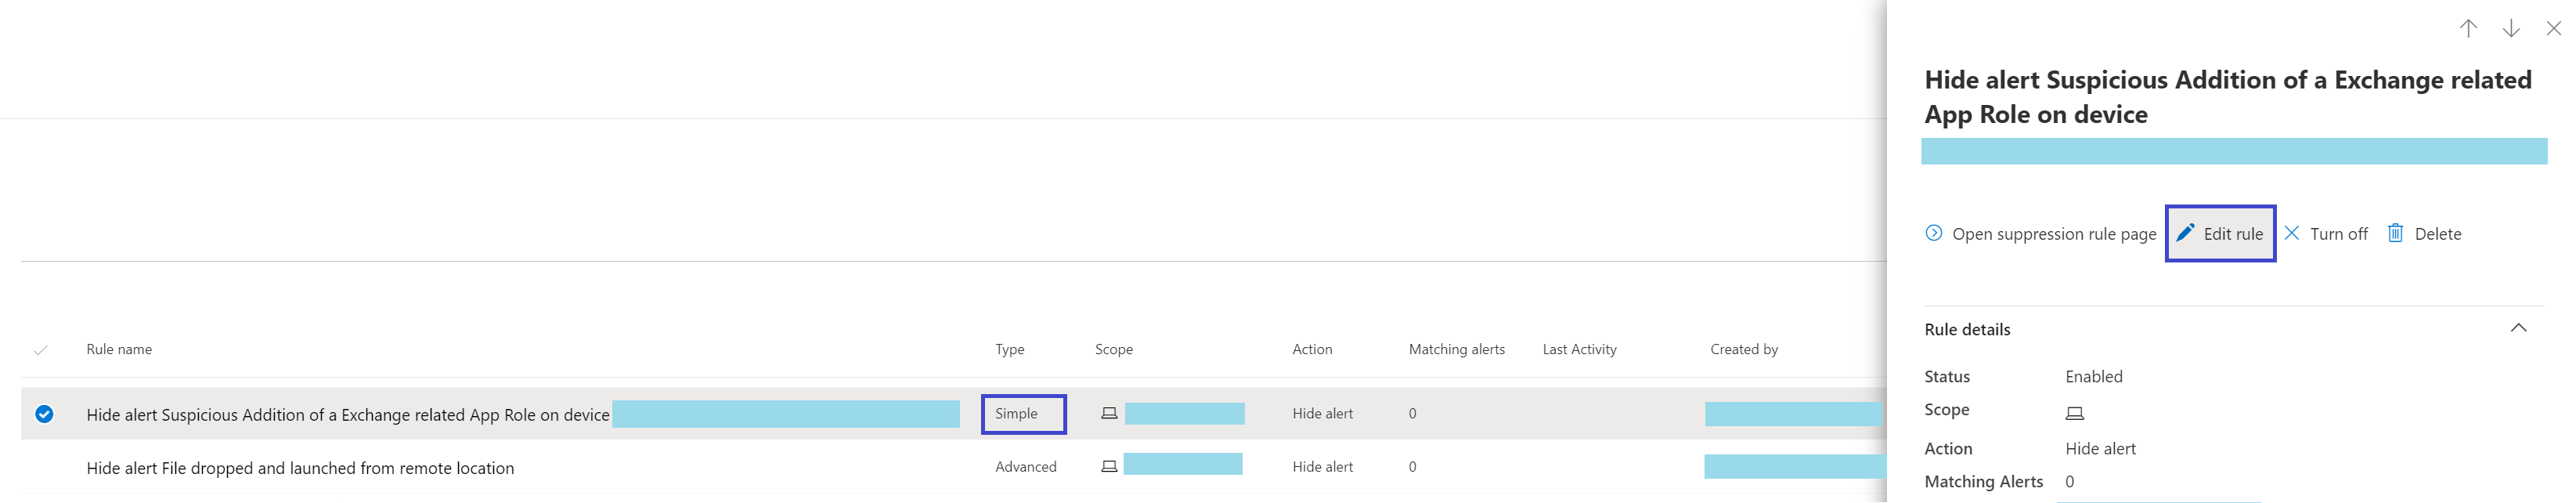 Hide alert Suspicious Addition of a Exchange related
App Role on device
Open suppression rule page Edit rule Turn off Delete
Rule details
Status Enabled
Scope
Action Hide alert
Matching Alerts 0
Rule name Type Scope Action Matching alerts Last Activity Created by
Hide alert Suspicious Addition of a Exchange related App Role on device Simple Hide alert 0
Hide alert File dropped and launched from remote location Advanced Hide alert 0